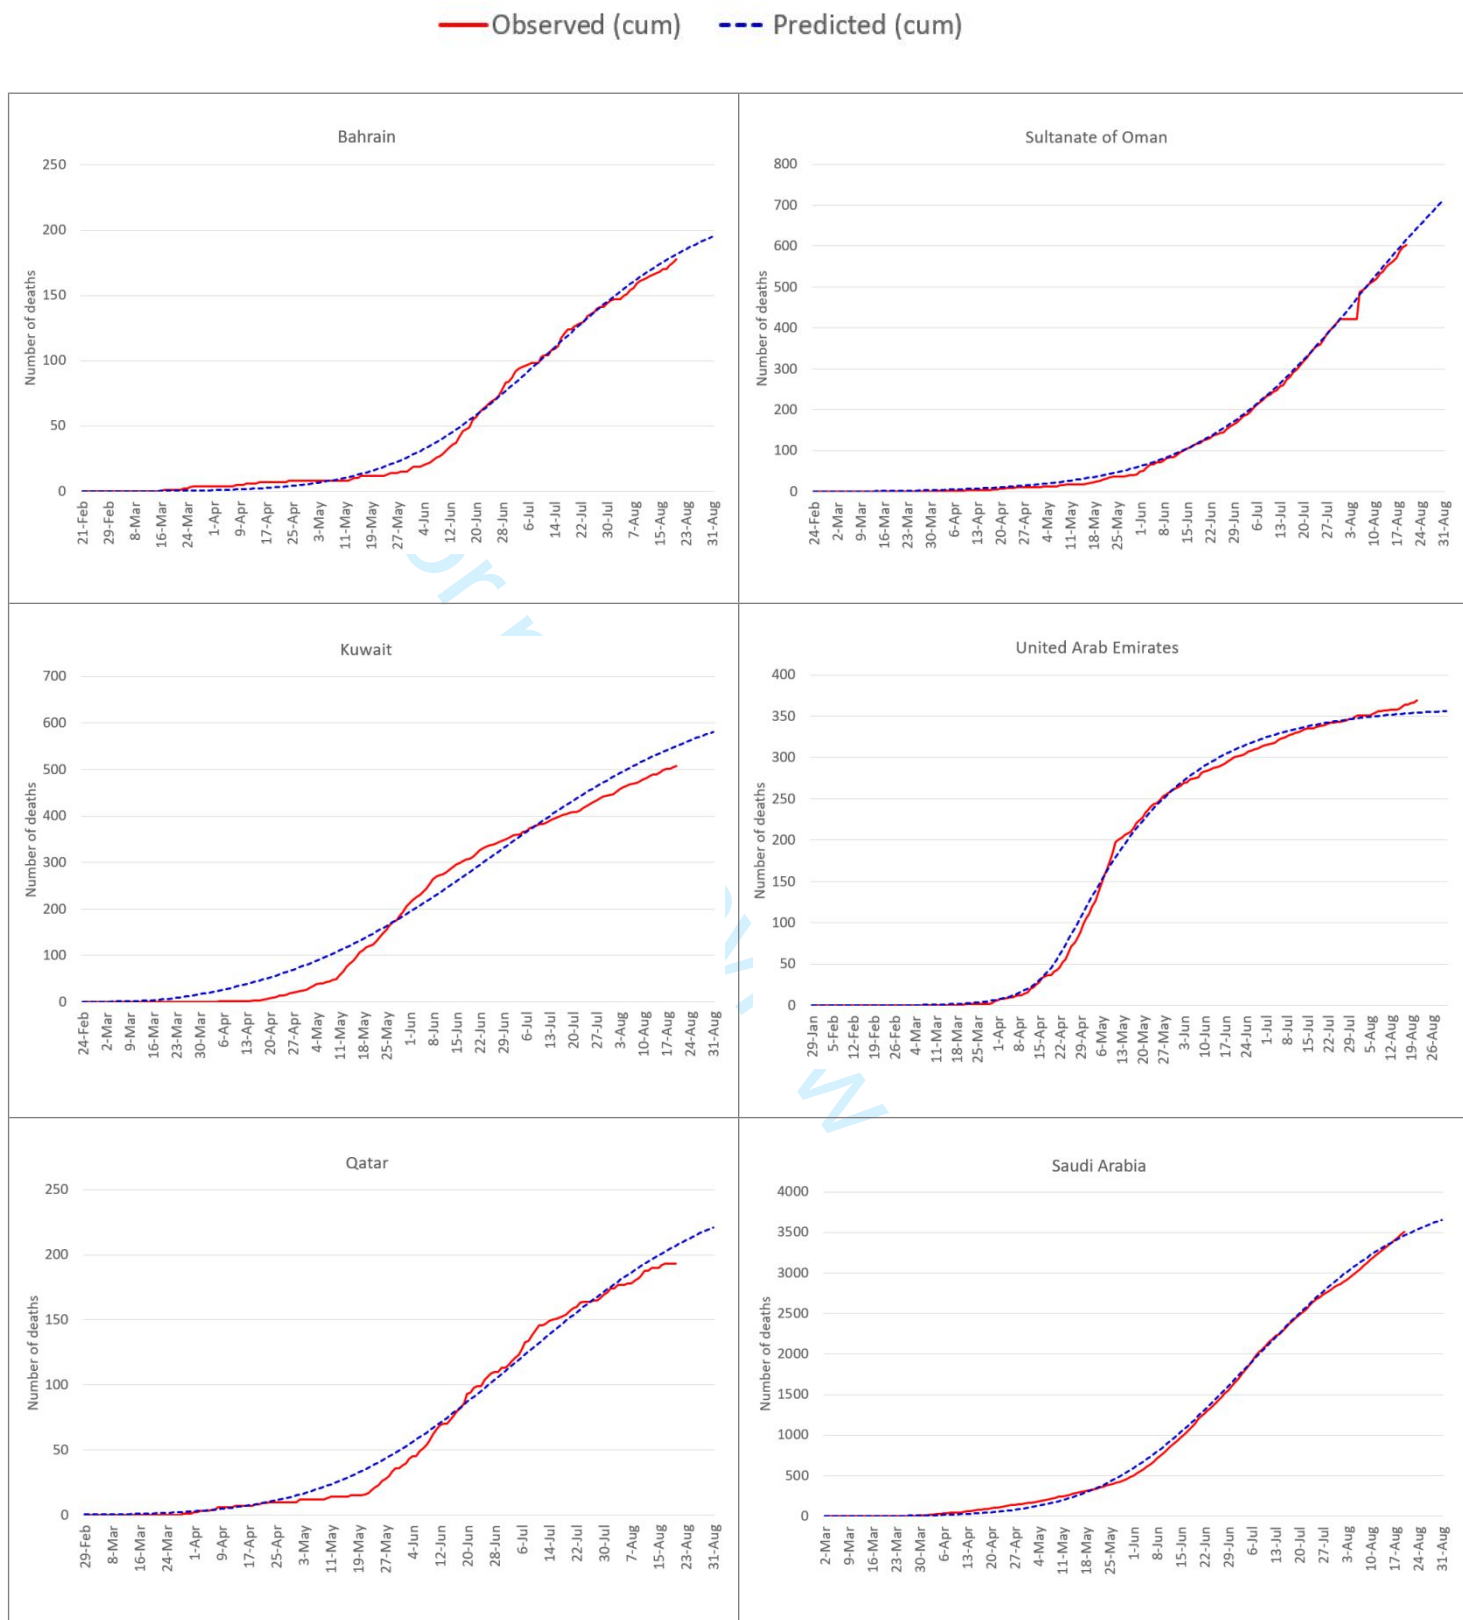 Observed (cum) Predicted (cum)
Bahrain
Number of deaths
250
200
150
100
50
0
21-Feb 29-Feb 8-Mar 16-Mar 24-Mar 1-Apr 9-Apr 17-Apr 25-Apr 3-May 11-May 19-May 27-May 4-Jun 12-Jun 20-Jun 28-Jun 6-Jul 14-Jul 22-Jul 30-Jul 7-Aug 15-Aug 23-Aug 31-Aug
Sultanate of Oman
Number of deaths
800
700
600
500
400
300
200
100
0
24-Feb 2-Mar 9-Mar 16-Mar 23-Mar 30-Mar 6-Apr 13-Apr 20-Apr 27-Apr 4-May 11-May 18-May 25-May 1-Jun 8-Jun 15-Jun 22-Jun 29-Jun 6-Jul 13-Jul 20-Jul 27-Jul 3-Aug 10-Aug 17-Aug 24-Aug 31-Aug
Kuwait
Number of deaths
700
600
500
400
300
200
100
0
24-Feb 2-Mar 9-Mar 16-Mar 23-Mar 30-Mar 6-Apr 13-Apr 20-Apr 27-Apr 4-May 11-May 18-May 25-May 1-Jun 8-Jun 15-Jun 22-Jun 29-Jun 6-Jul 13-Jul 20-Jul 27-Jul 3-Aug 10-Aug 17-Aug 24-Aug 31-Aug
United Arab Emirates
Number of deaths
400
350
300
250
200
150
100
50
0
29-Jan 5-Feb 12-Feb 19-Feb 26-Feb 4-Mar 11-Mar 18-Mar 25-Mar 1-Apr 8-Apr 15-Apr 22-Apr 29-Apr 6-May 13-May 20-May 27-May 3-Jun 10-Jun 17-Jun 24-Jun 1-Jul 8-Jul 15-Jul 22-Jul 29-Jul 5-Aug 12-Aug 19-Aug 26-Aug
Qatar
Number of deaths
250
200
150
100
50
0
29-Feb 8-Mar 16-Mar 24-Mar 1-Apr 9-Apr 17-Apr 25-Apr 3-May 11-May 19-May 27-May 4-Jun 12-Jun 20-Jun 28-Jun 6-Jul 14-Jul 22-Jul 30-Jul 7-Aug 15-Aug 23-Aug 31-Aug
Saudi Arabia
Number of deaths
4000
3500
3000
2500
2000
1500
1000
500
0
2-Mar 9-Mar 16-Mar 23-Mar 30-Mar 6-Apr 13-Apr 20-Apr 27-Apr 4-May 11-May 18-May 25-May 1-Jun 8-Jun 15-Jun 22-Jun 29-Jun 6-Jul 13-Jul 20-Jul 27-Jul 3-Aug 10-Aug 17-Aug 24-Aug 31-Aug